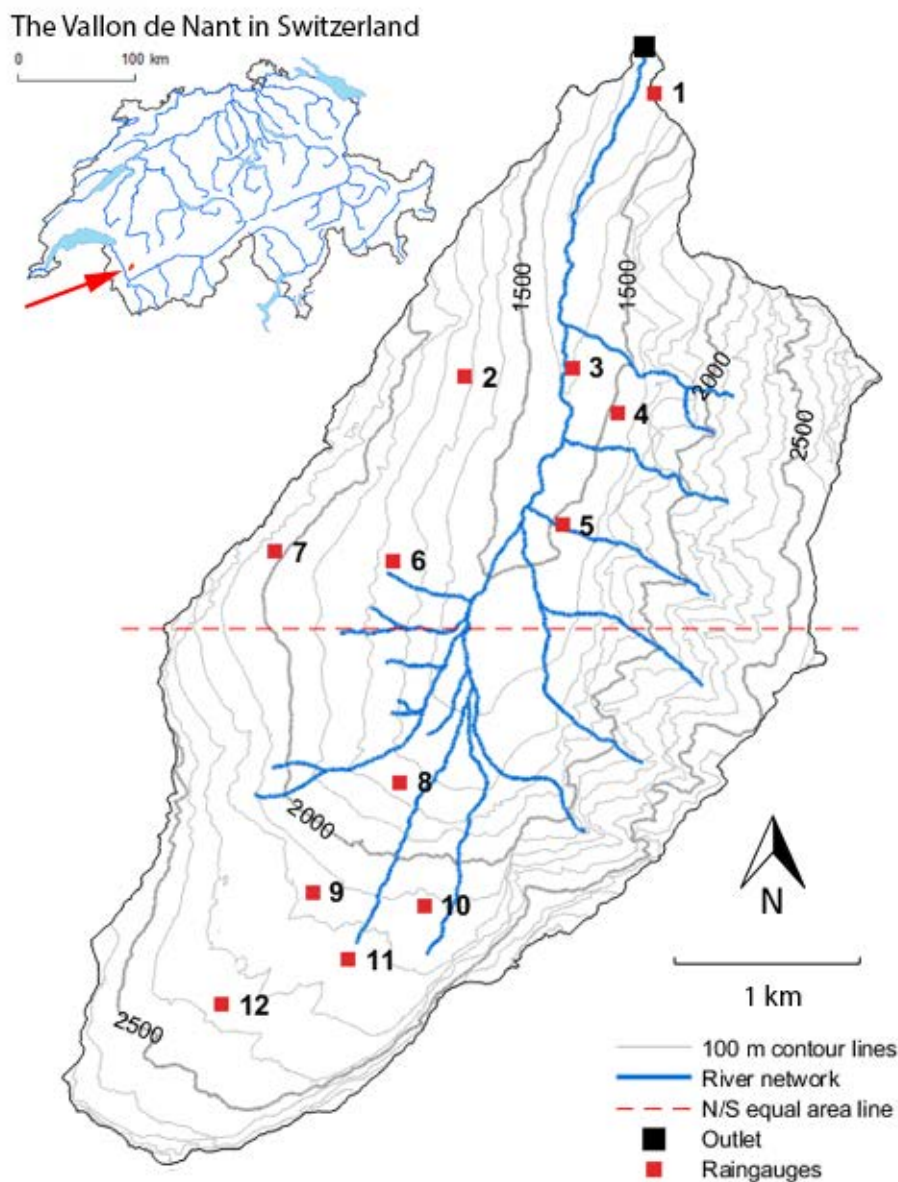 The Vallon de Nant in Switzerland
0 100 km
1
1500
1500
2
3
2000
4
2500
5
7
6
8
2000
9
10
N
11
1 km
12
2500
100 m contour lines
River network
N/S equal area line
Outlet
Raingauges